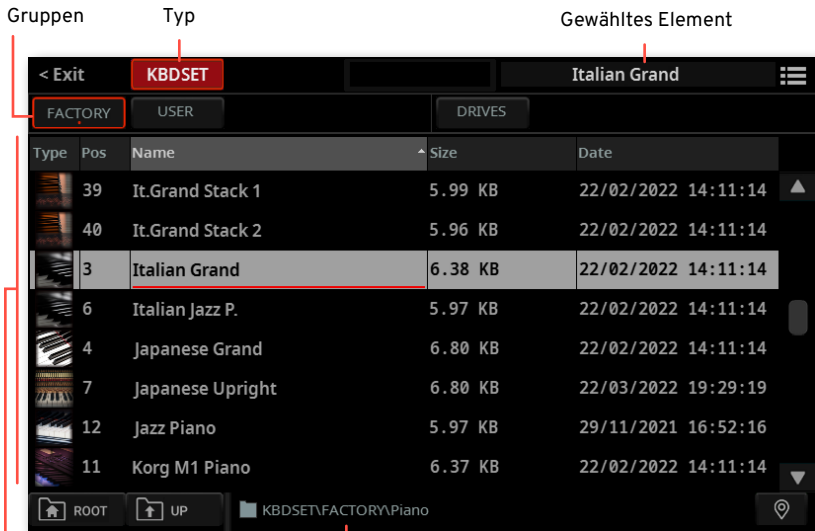 Gruppen Typ Gewähltes Element
< Exit KBDSET Italian Grand
FACTORY USER DRIVES
Type Pos Name Size Date
39 It.Grand Stack 1 5.99 KB 22/02/2022 14:11:14
40 It.Grand Stack 2 5.96 KB 22/02/2022 14:11:14
3 Italian Grand 6.38 KB 22/02/2022 14:11:14
6 Italian Jazz P. 5.97 KB 22/02/2022 14:11:14
4 Japanese Grand 6.80 KB 22/02/2022 14:11:14
7 Japanese Upright 6.80 KB 22/03/2022 19:29:19
12 Jazz Piano 5.97 KB 29/11/2021 16:52:16
11 Korg M1 Piano 6.37 KB 22/02/2022 14:11:14
ROOT UP KBDSET\FACTORY\Piano